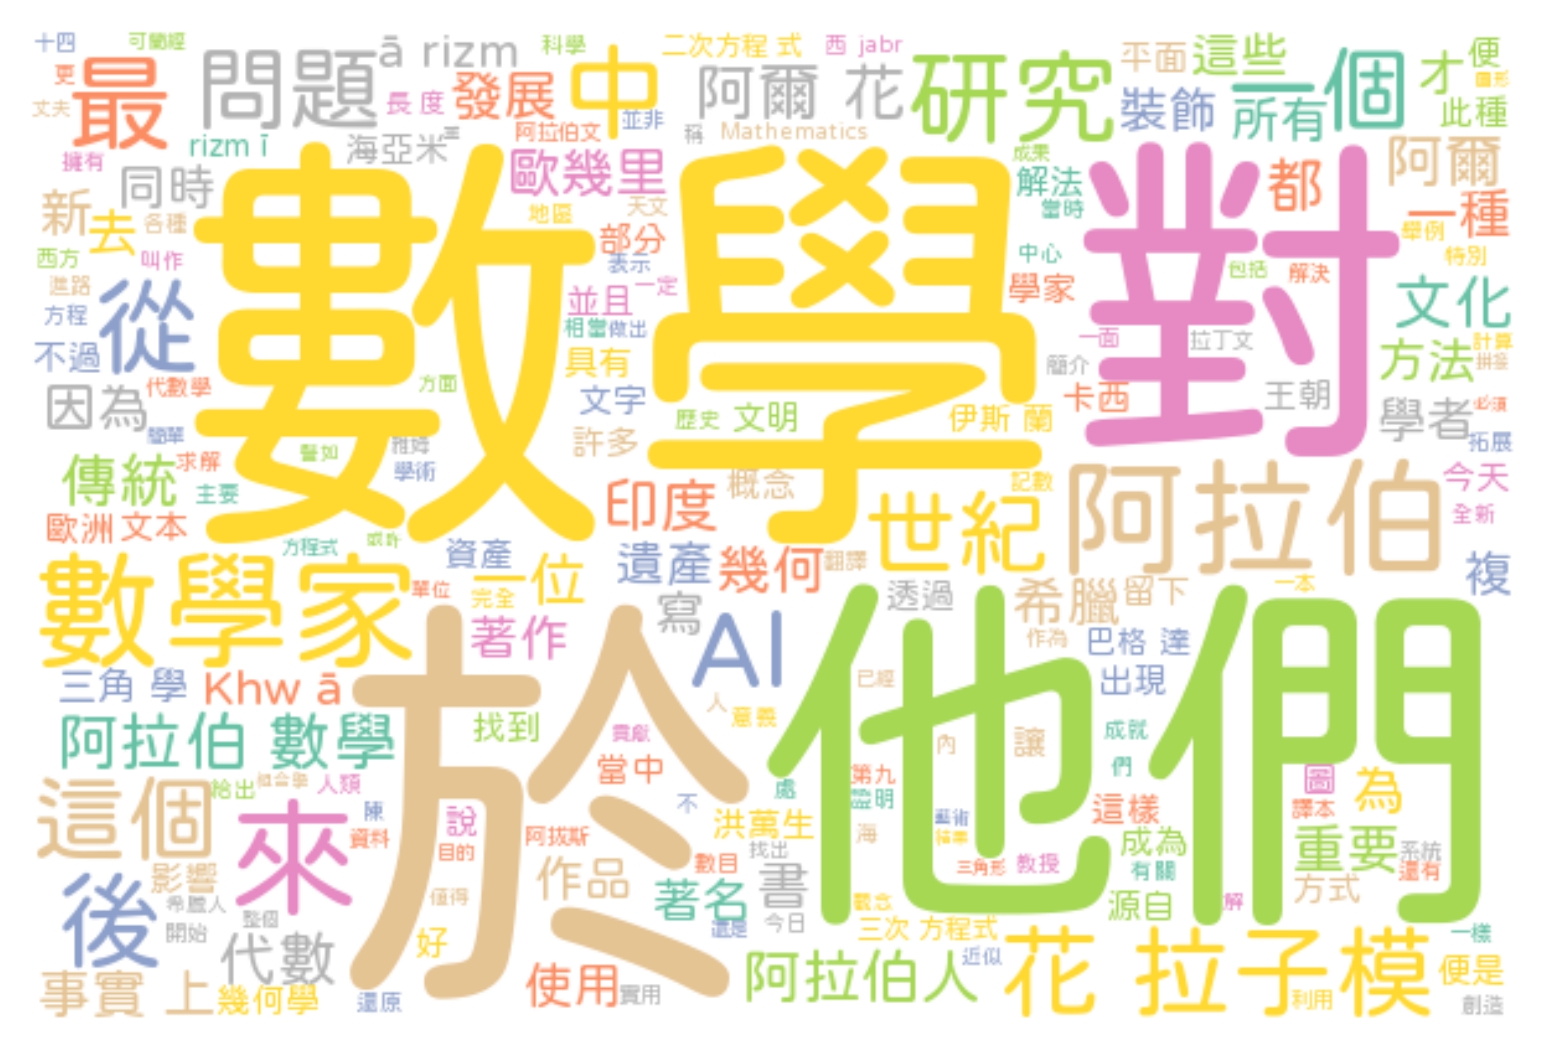 十四
可簡經
ā rizm
科學
二次方程 式
西 jabr
平面
這些
才
便
更
最
問題
長度
發展
中
阿爾 花
研究
裝飾
所有
一個
圖形
此種
丈夫
rizm ī
海亞米
阿拉伯文
並非
稱
Mathematics
擁有
同時
歐幾里
成果
解法
都
阿爾
新
去
各種
數學
地區
天文
當時
對
一種
西方
叫作
部分
表示
中心
包括
解決
舉例
特別
進路
從
並且
一定
學家
文化
方程
相當
做出
不過
方面
具有
一面
拉丁文
方法
計算
拼接
因為
代數學
文字
歷史
文明
伊斯 蘭
簡介
卡西
王朝
學者
必須
簡單
譬如
雅姆
許多
拓展
傳統
求解
學術
概念
記數
阿拉伯
今天
主要
印度
世紀
全新
歐洲
文本
方程式
或許
資產
遺產
幾何
翻譯
複
數學家
單位
一位
完全
寫
透過
希臘
留下
一本
著作
AI
他們
作為
巴格 達
三角 學
Khw ā
於
已經
出現
阿拉伯 數學
找到
貢獻
人
意義
內
讓
成就
這個
給出
組合學
人類
當中
處
第九
證明
們
圖
為
來
陳
資料
說
目的
阿拔斯
不
洪萬生
海
藝術
結果
這樣
譯本
後
影響
希臘人
數目
找出
三角形
教授
成為
有關
重要
系統
還有
整個
值得
作品
著名
書
觀念
源自
解
方式
開始
代數
好
還是
今日
三次 方程式
一樣
事實 上
幾何學
還原
使用
實用
阿拉伯人
近似
花 拉子模
利用
便是
創造